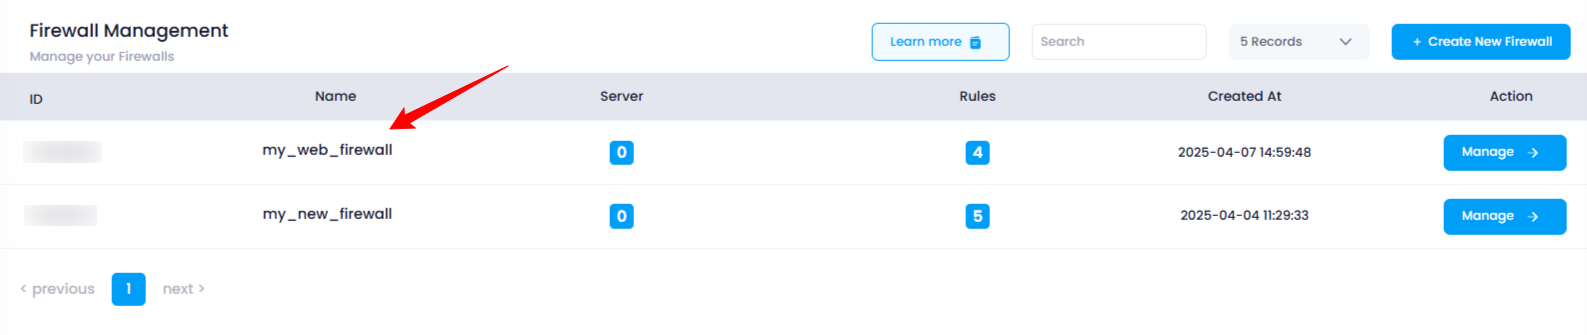 Firewall Management
Manage your Firewalls
Learn more
Search
5 Records
+ Create New Firewall
ID Name Server Rules Created At Action
my_web_firewall 0 4 2025-04-07 14:59:48 Manage →
my_new_firewall 0 5 2025-04-04 11:29:33 Manage →
< previous 1 next >